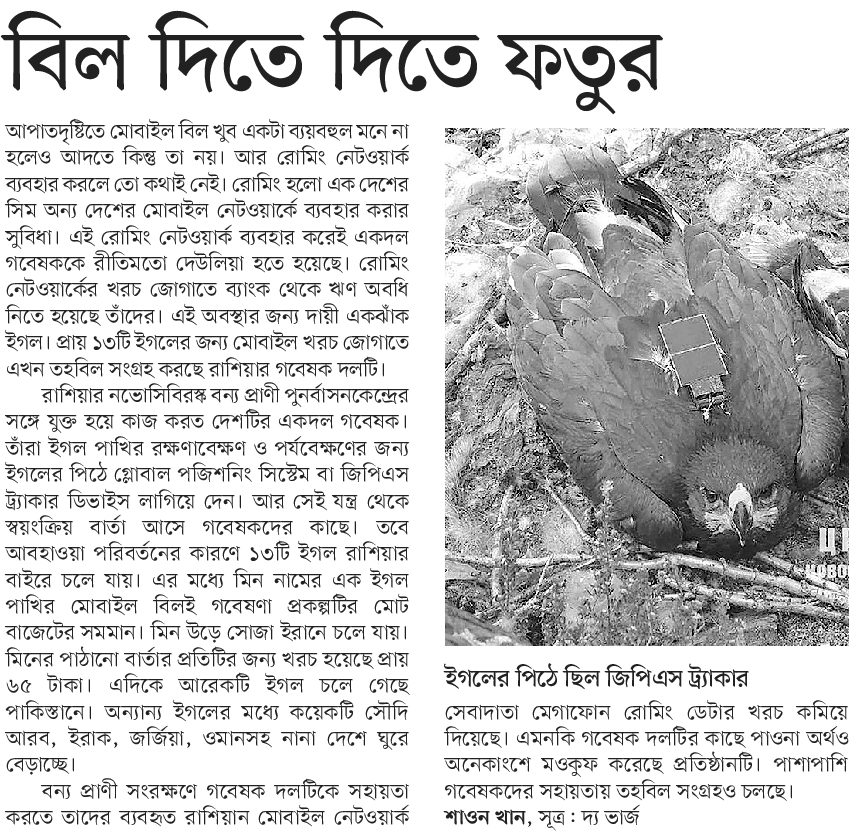 বিল দিতে দিতে ফতুর
আপাতদৃষ্টিতে মোবাইল বিল খুব একটা ব্যয়বহুল মনে না
হলেও আদতে কিন্তু তা নয়। আর রোমিং নেটওয়ার্ক
ব্যবহার করলে তো কথাই নেই। রোমিং হলো এক দেশের
সিম অন্য দেশের মোবাইল নেটওয়ার্কে ব্যবহার করার
সুবিধা। এই রোমিং নেটওয়ার্ক ব্যবহার করেই একদল
গবেষককে রীতিমতো দেউলিয়া হতে হয়েছে। রোমিং
নেটওয়ার্কের খরচ জোগাতে ব্যাংক থেকে ঋণ অবধি
নিতে হয়েছে তাঁদের। এই অবস্থার জন্য দায়ী একঝাঁক
ইগল। প্রায় ১৩টি ইগলের জন্য মোবাইল খরচ জোগাতে
এখন তহবিল সংগ্রহ করছে রাশিয়ার গবেষক দলটি।
রাশিয়ার নভোসিবিরস্ক বন্য প্রাণী পুনর্বাসনকেন্দ্রের
সঙ্গে যুক্ত হয়ে কাজ করত দেশটির একদল গবেষক।
তাঁরা ইগল পাখির রক্ষণাবেক্ষণ ও পর্যবেক্ষণের জন্য
ইগলের পিঠে গ্লোবাল পজিশনিং সিস্টেম বা জিপিএস
ট্র্যাকার ডিভাইস লাগিয়ে দেন। আর সেই যন্ত্র থেকে
স্বয়ংক্রিয় বার্তা আসে গবেষকদের কাছে। তবে
আবহাওয়া পরিবর্তনের কারণে ১৩টি ইগল রাশিয়ার
বাইরে চলে যায়। এর মধ্যে মিন নামের এক ইগল
পাখির মোবাইল বিলই গবেষণা প্রকল্পটির মোট
বাজেটের সমমান। মিন উড়ে সোজা ইরানে চলে যায়।
মিনের পাঠানো বার্তার প্রতিটির জন্য খরচ হয়েছে প্রায়
৬৫ টাকা। এদিকে আরেকটি ইগল চলে গেছে
পাকিস্তানে। অন্যান্য ইগলের মধ্যে কয়েকটি সৌদি
আরব, ইরাক, জর্জিয়া, ওমানসহ নানা দেশে ঘুরে
বেড়াচ্ছে।
বন্য প্রাণী সংরক্ষণে গবেষক দলটিকে সহায়তা
করতে তাদের ব্যবহৃত রাশিয়ান মোবাইল নেটওয়ার্ক
ইগলের পিঠে ছিল জিপিএস ট্র্যাকার
সেবাদাতা মেগাফোন রোমিং ডেটার খরচ কমিয়ে
দিয়েছে। এমনকি গবেষক দলটির কাছে পাওনা অর্থও
অনেকাংশে মওকুফ করেছে প্রতিষ্ঠানটি। পাশাপাশি
গবেষকদের সহায়তায় তহবিল সংগ্রহও চলছে।
শাওন খান, সূত্র : দ্য ভার্জ